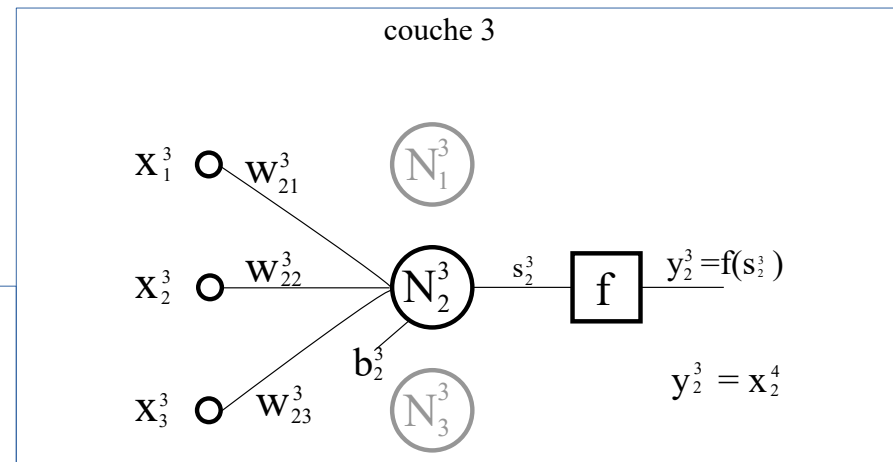 couche 3
x₁³ w₂₁³ N₁³
x₂³ w₂₂³ N₂³ s₂³ f y₂³ =f(s₂³)
b₂³
y₂³ = x₂⁴
x₃³ w₂₃³ N₃³